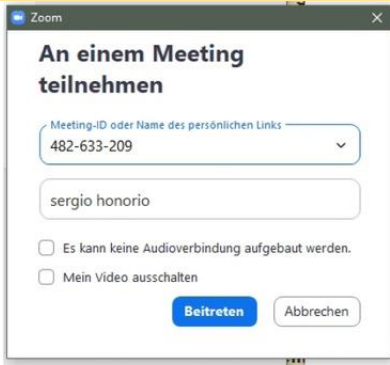 Zoom
An einem Meeting
teilnehmen
Meeting-ID oder Name des persönlichen Links
482-633-209
sergio honorio
Es kann keine Audioverbindung aufgebaut werden.
Mein Video ausschalten
Beitreten Abbrechen